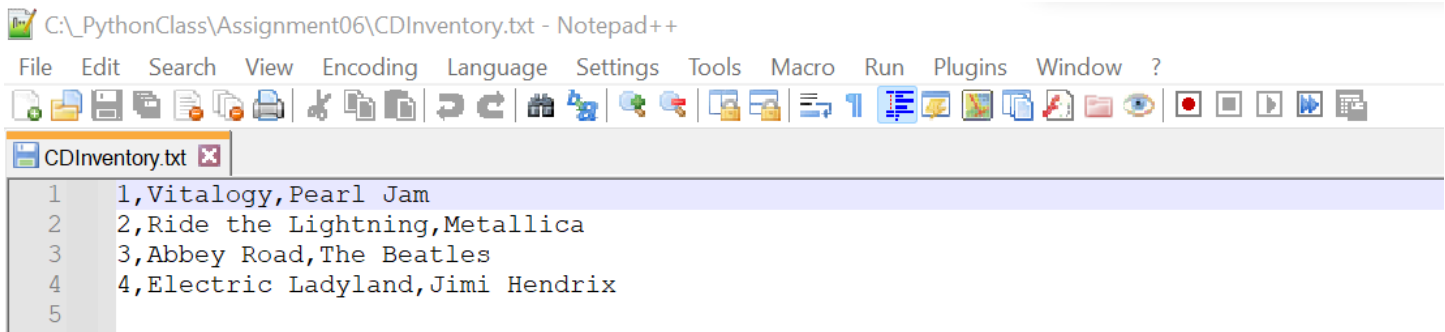 C:\_PythonClass\Assignment06\CDInventory.txt - Notepad++
File Edit Search View Encoding Language Settings Tools Macro Run Plugins Window ?
CDInventory.txt
1 1,Vitalogy,Pearl Jam
2 2,Ride the Lightning,Metallica
3 3,Abbey Road,The Beatles
4 4,Electric Ladyland,Jimi Hendrix
5